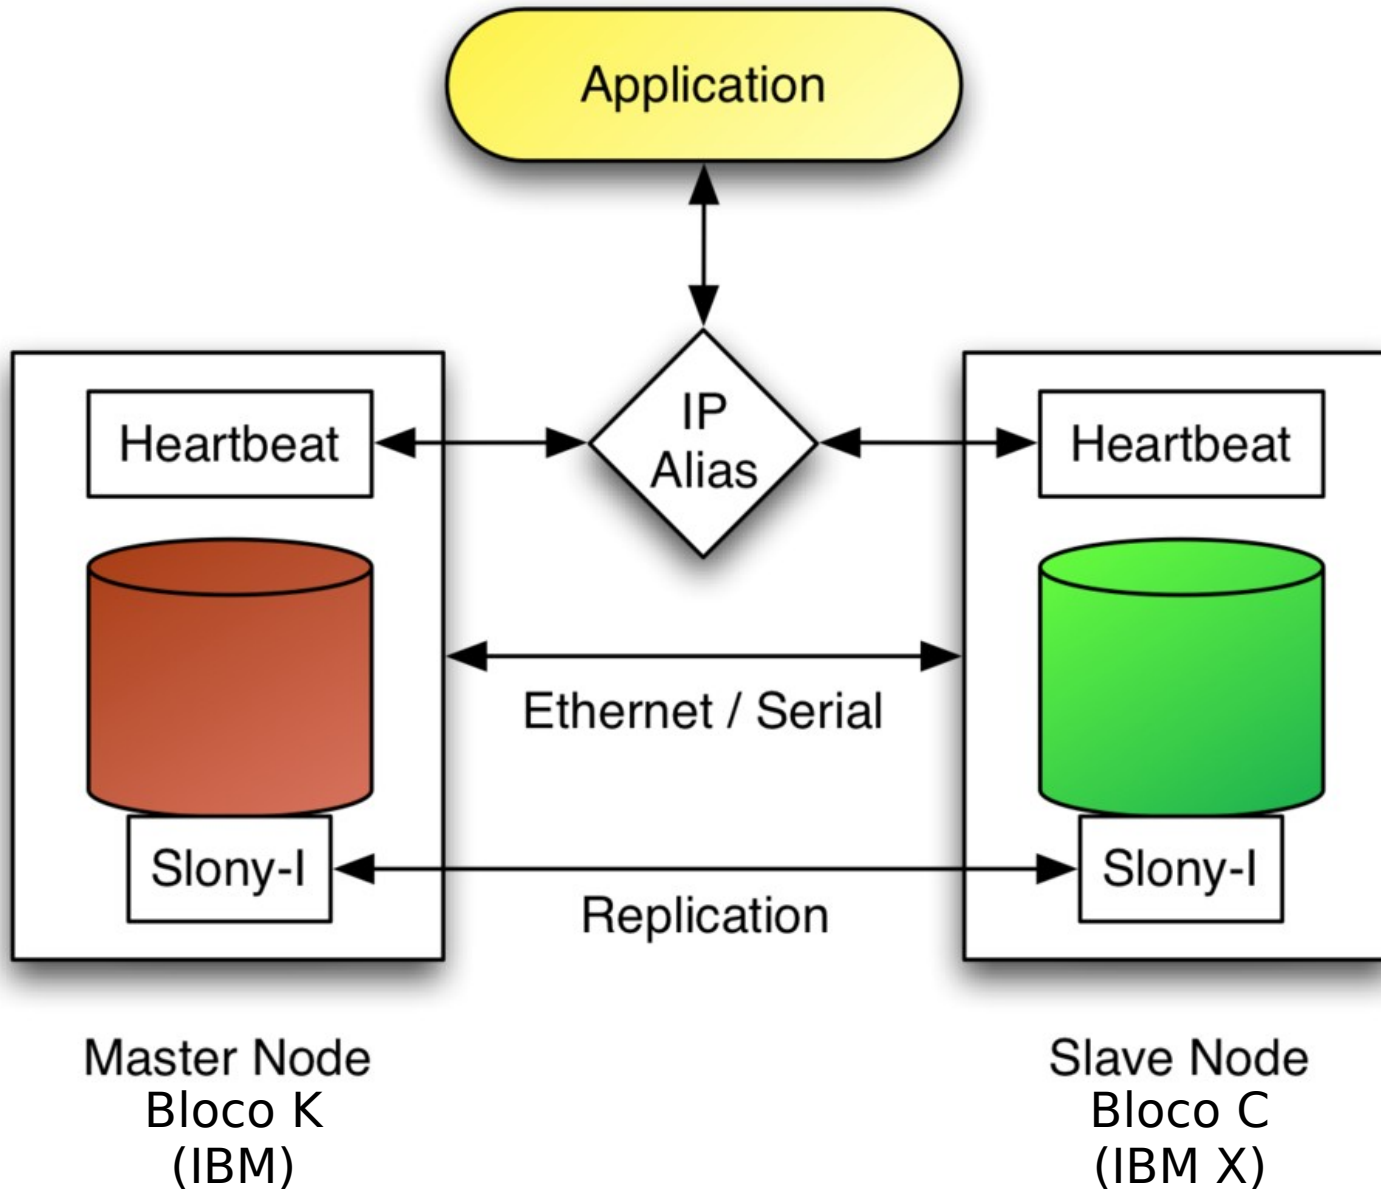 Application
IP
Alias
Heartbeat
Heartbeat
Ethernet / Serial
Slony-I
Slony-I
Replication
Master Node
Bloco K
(IBM)
Slave Node
Bloco C
(IBM X)